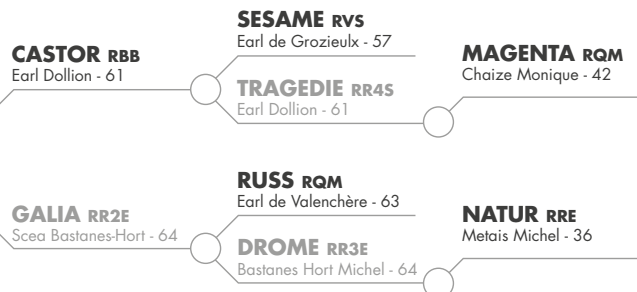 SESAME RVS
Earl de Grozieulx - 57
CASTOR RBB
Earl Dollion - 61
MAGENTA RQM
Chaize Monique - 42
TRAGEDIE RR4S
Earl Dollion - 61
RUSS RQM
Earl de Valenchère - 63
GALIA RR2E
Scea Bastanes-Hort - 64
NATUR RRE
Metais Michel - 36
DROME RR3E
Bastanes Hort Michel - 64